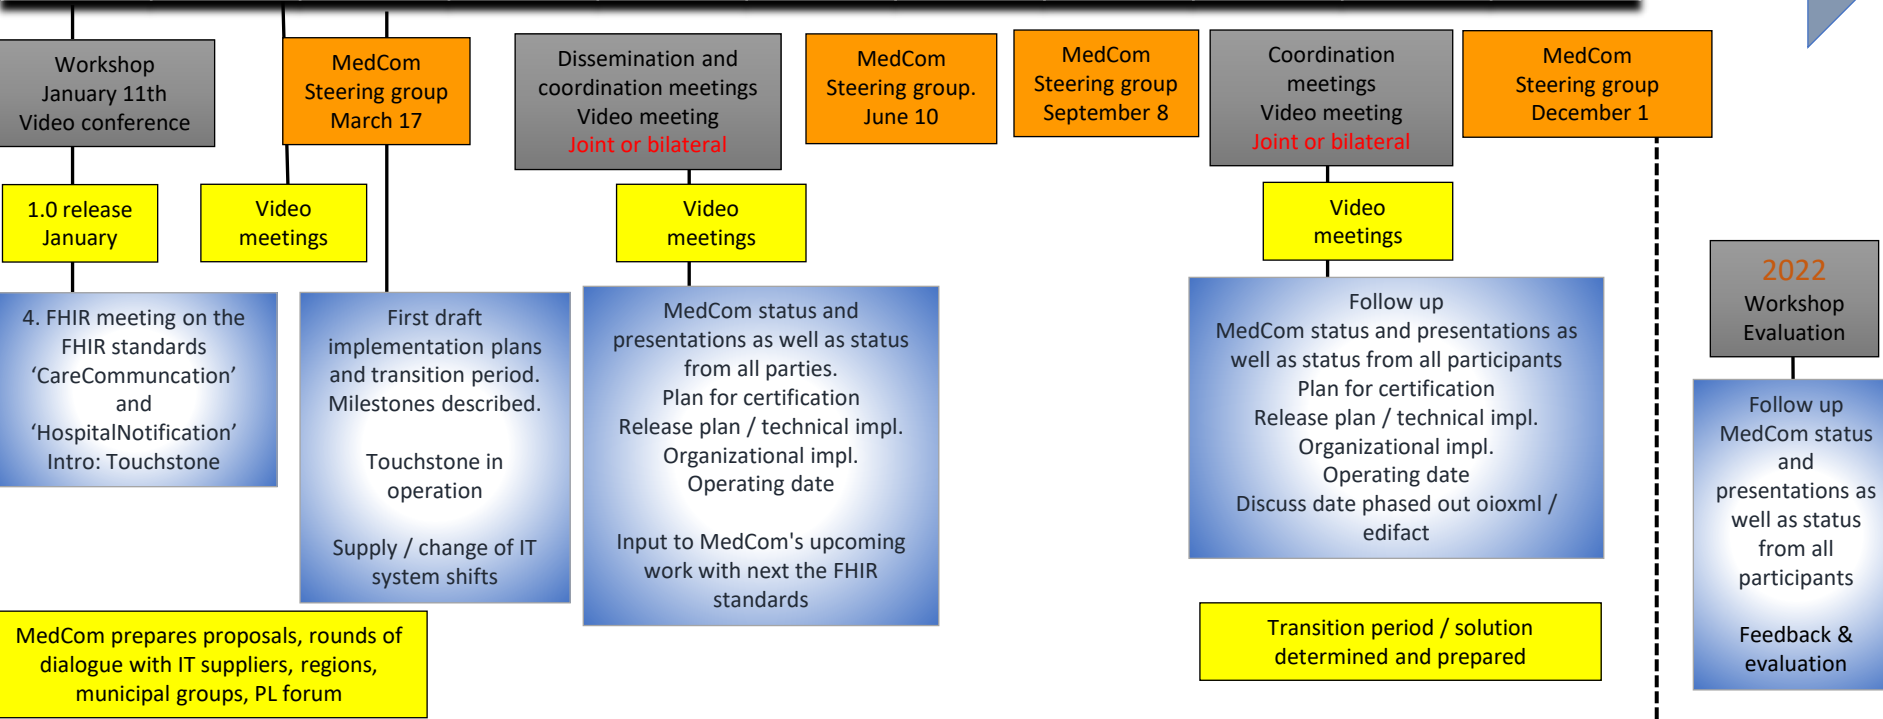 Workshop
January 11th
Video conference
MedCom
Steering group
March 17
Dissemination and
coordination meetings
Video meeting
Joint or bilateral
MedCom
Steering group.
June 10
MedCom
Steering group
September 8
Coordination
meetings
Video meeting
Joint or bilateral
MedCom
Steering group
December 1
1.0 release
January
Video
meetings
Video
meetings
Video
meetings
2022
Workshop
Evaluation
4. FHIR meeting on the
FHIR standards
‘CareCommuncation’
and
‘HospitalNotification’
Intro: Touchstone
First draft
implementation plans
and transition period.
Milestones described.
Touchstone in
operation
Supply / change of IT
system shifts
MedCom status and
presentations as well as status
from all parties.
Plan for certification
Release plan / technical impl.
Organizational impl.
Operating date
Input to MedCom's upcoming
work with next the FHIR
standards
Follow up
MedCom status and presentations as
well as status from all participants
Plan for certification
Release plan / technical impl.
Organizational impl.
Operating date
Discuss date phased out oioxml /
edifact
Follow up
MedCom status
and
presentations as
well as status
from all
participants
Feedback &
evaluation
MedCom prepares proposals, rounds of
dialogue with IT suppliers, regions,
municipal groups, PL forum
Transition period / solution
determined and prepared